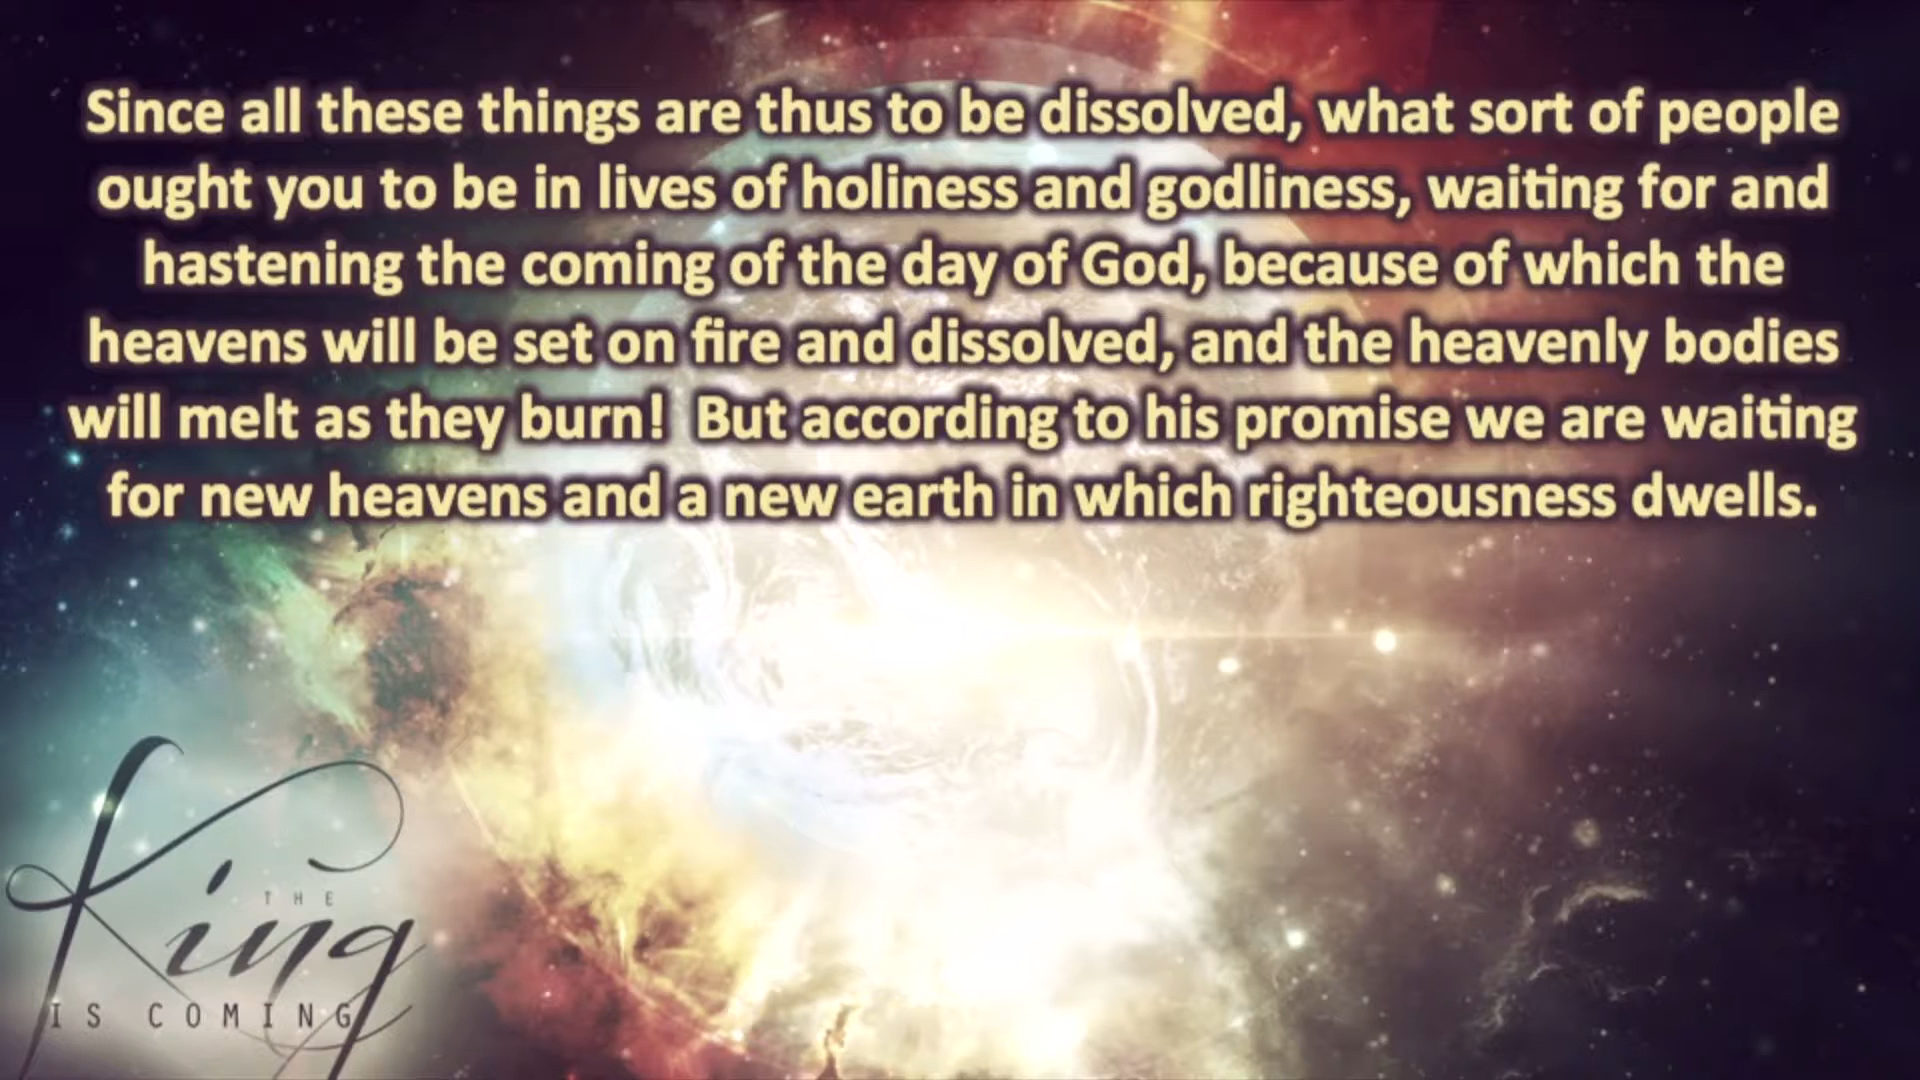 Since all these things are thus to be dissolved, what sort of people
ought you to be in lives of holiness and godliness, waiting for and
hastening the coming of the day of God, because of which the
heavens will be set on fire and dissolved, and the heavenly bodies
will melt as they burn!  But according to his promise we are waiting
for new heavens and a new earth in which righteousness dwells.
THE
King
IS COMING